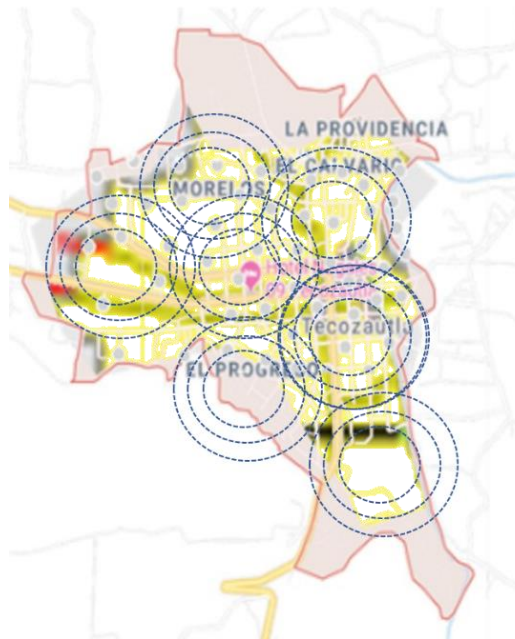 LA PROVIDENCIA
EL CALVARIO
MORELOS
Tecozautla
EL PROGRESO